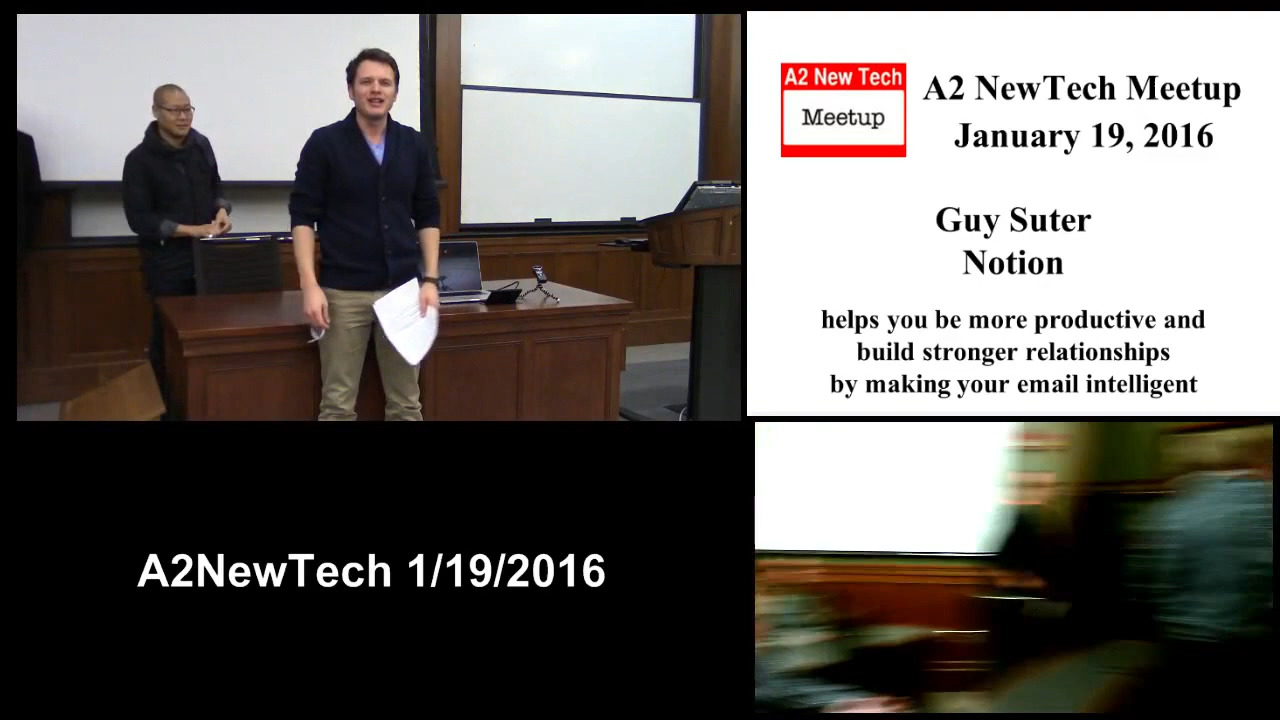 A2 New Tech
Meetup
A2 NewTech Meetup
January 19, 2016
Guy Suter
Notion
helps you be more productive and
build stronger relationships
by making your email intelligent
A2NewTech 1/19/2016